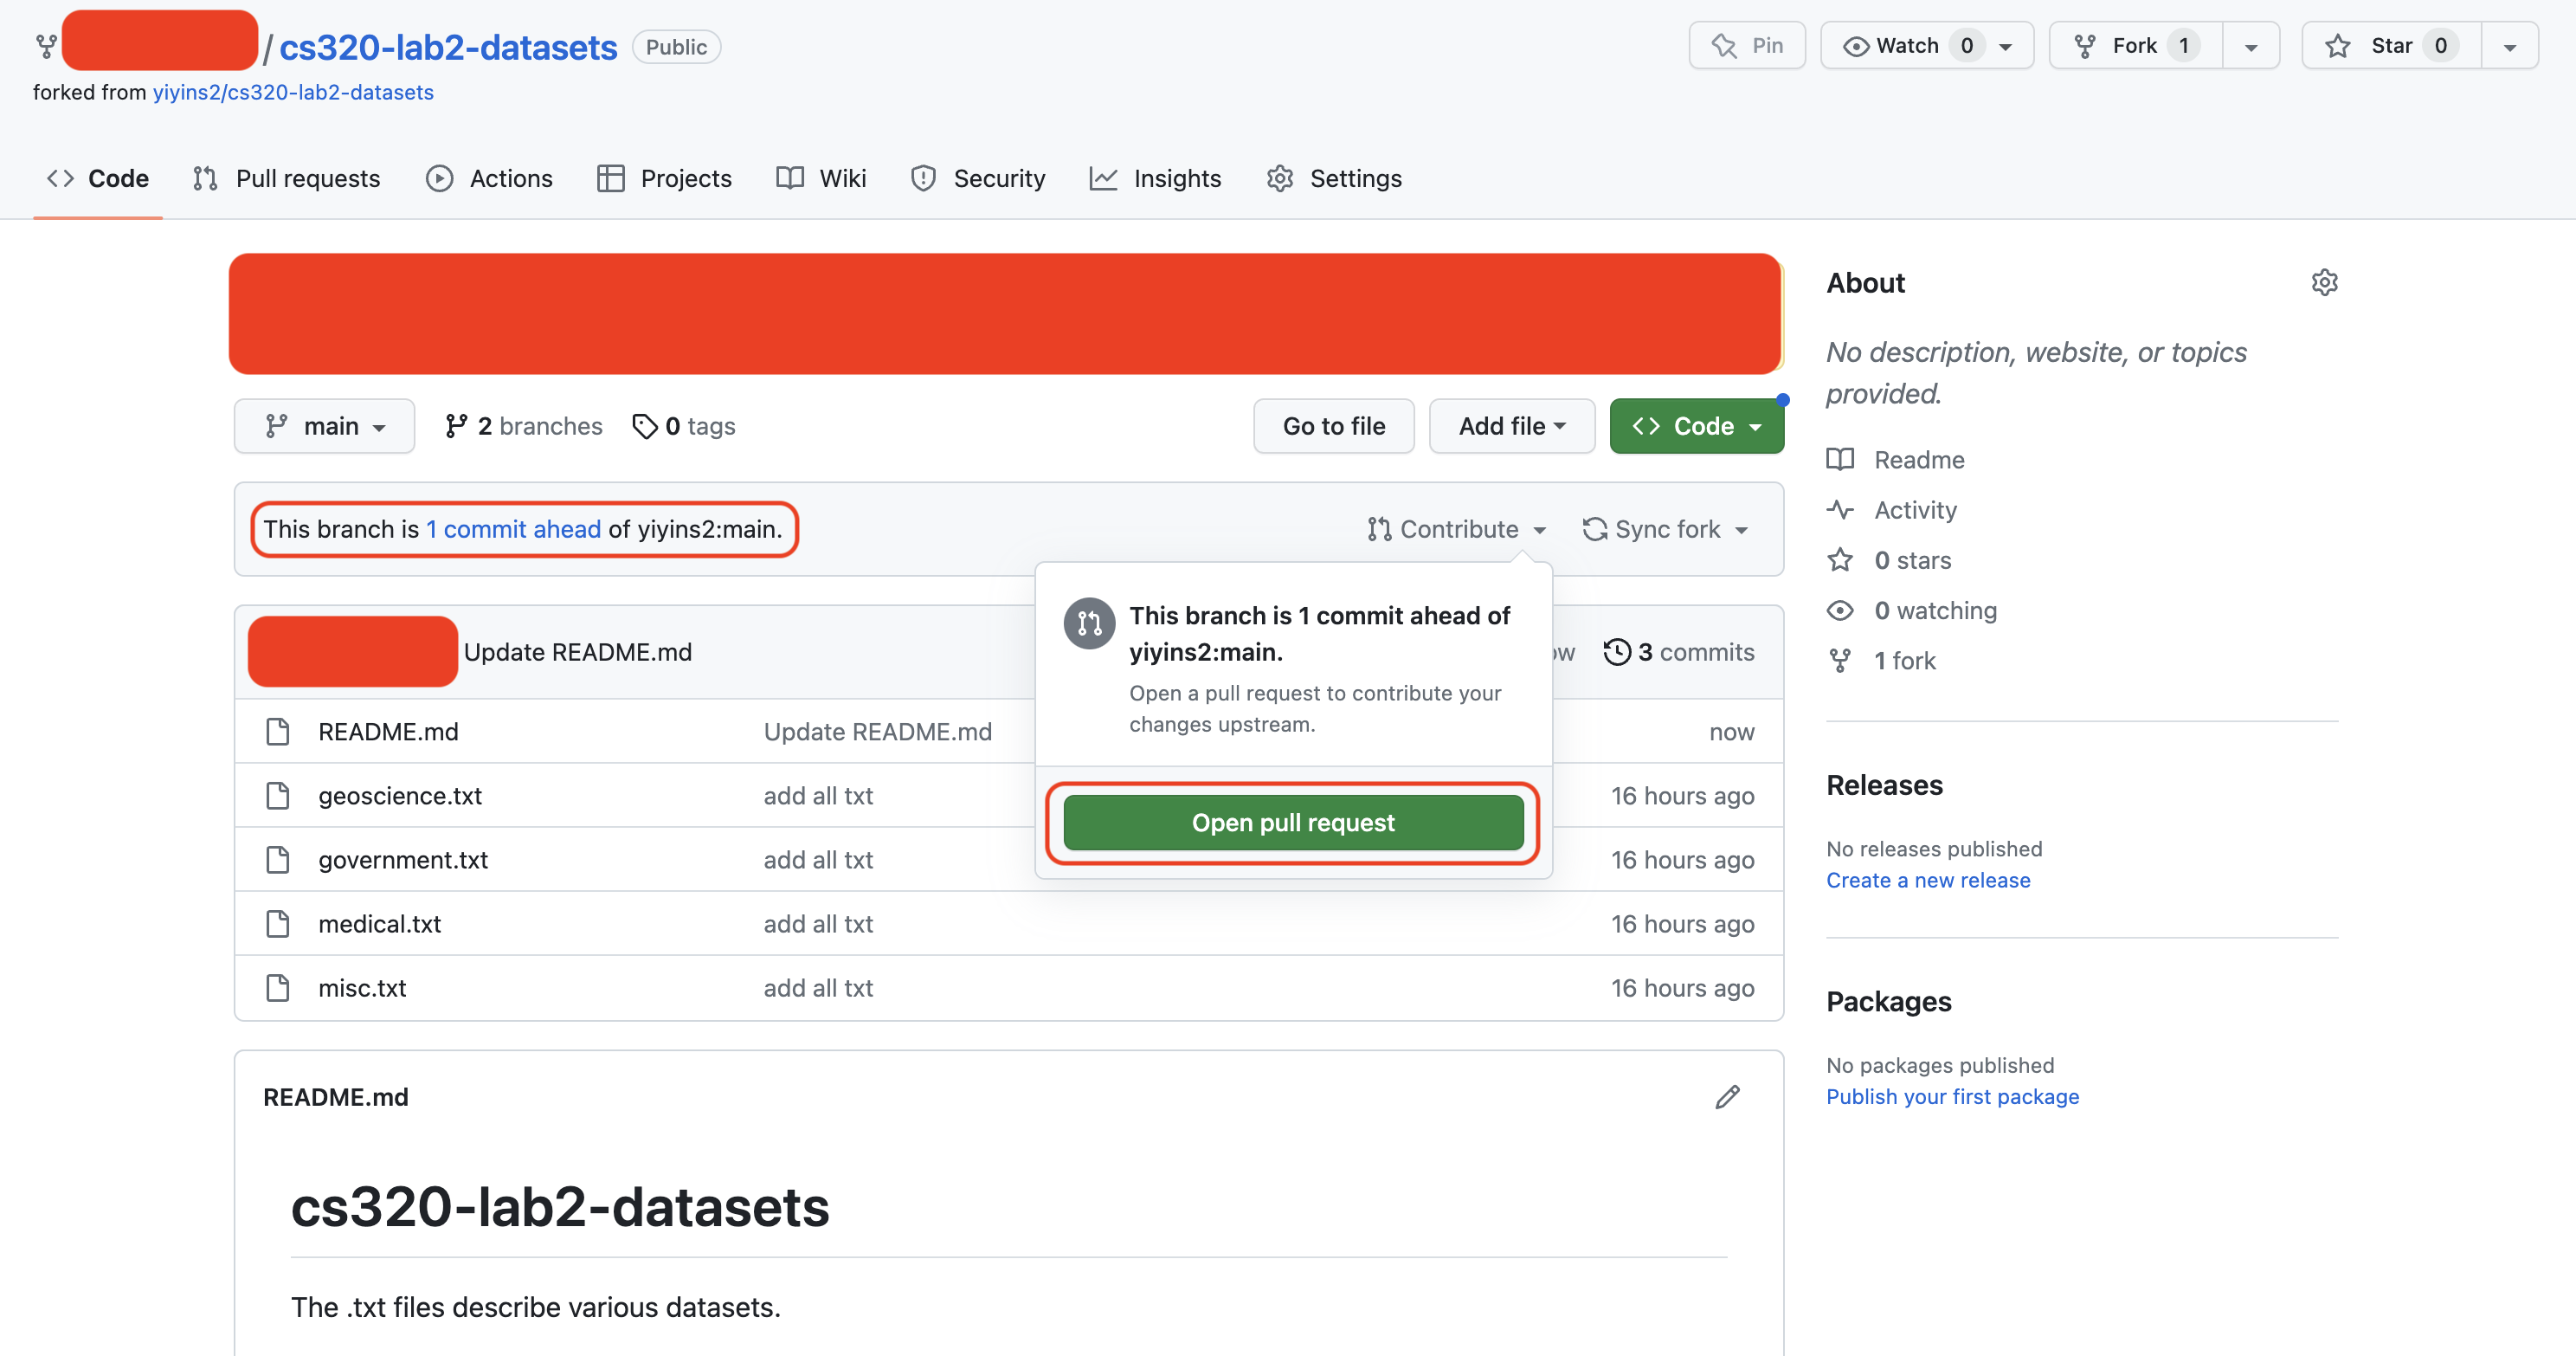 / cs320-lab2-datasets Public
Pin Watch 0 Fork 1 Star 0
forked from yiyins2/cs320-lab2-datasets
Code Pull requests Actions Projects Wiki Security Insights Settings
main 2 branches 0 tags Go to file Add file Code
This branch is 1 commit ahead of yiyins2:main. Contribute Sync fork
This branch is 1 commit ahead of
yiyins2:main.
Open a pull request to contribute your
changes upstream.
Open pull request
Update README.md 3 commits
README.md Update README.md now
geoscience.txt add all txt 16 hours ago
government.txt add all txt 16 hours ago
medical.txt add all txt 16 hours ago
misc.txt add all txt 16 hours ago
README.md
cs320-lab2-datasets
The .txt files describe various datasets.
About
No description, website, or topics
provided.
Readme
Activity
0 stars
0 watching
1 fork
Releases
No releases published
Create a new release
Packages
No packages published
Publish your first package